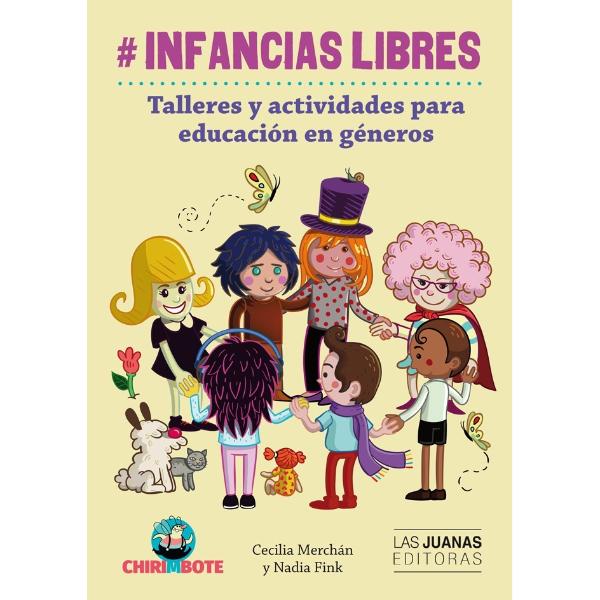 # INFANCIAS LIBRES
Talleres y actividades para
educación en géneros
CHIRIMBOTE
Cecilia Merchán
y Nadia Fink
LAS JUANAS
EDITORAS